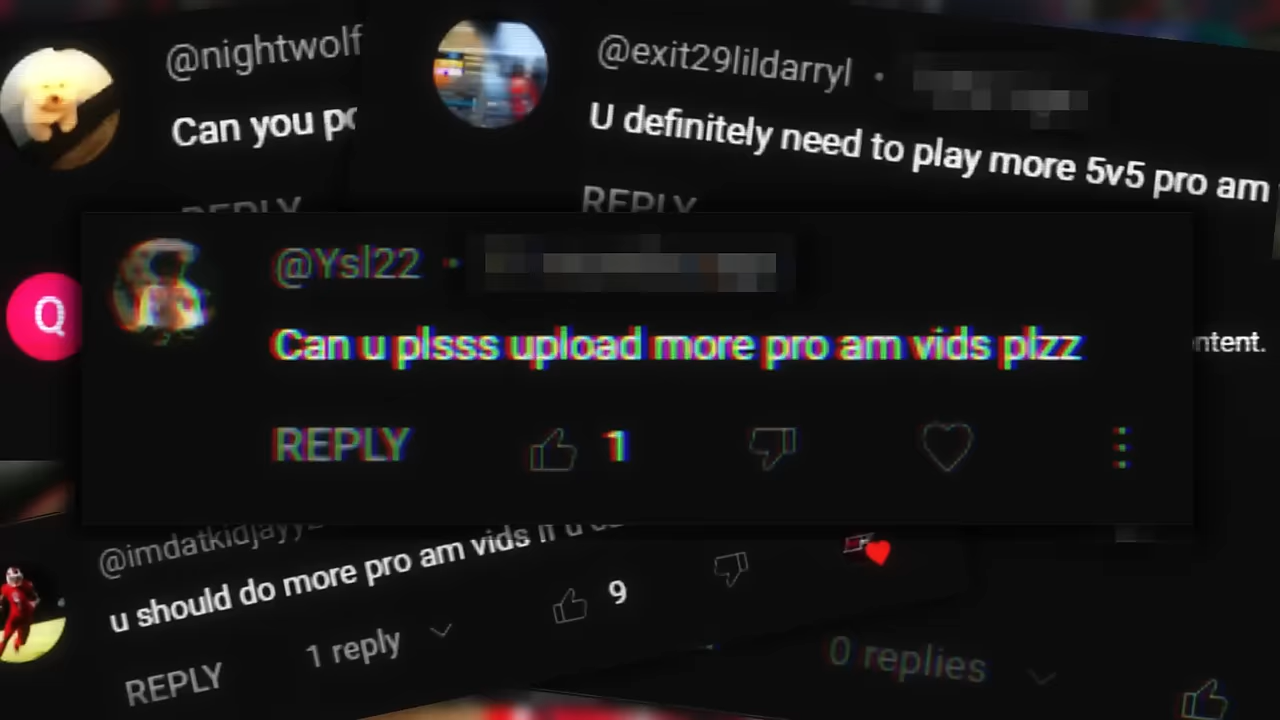 @nightwolf
Can you po
REPLY
@exit29lildarryl
U definitely need to play more 5v5 pro am
REPLY
Q
@Ysl22
Can u plsss upload more pro am vids plzz
REPLY 1
ntent.
@imdatkidjayyz
u should do more pro am vids if u
1 reply 9
REPLY
0 replies